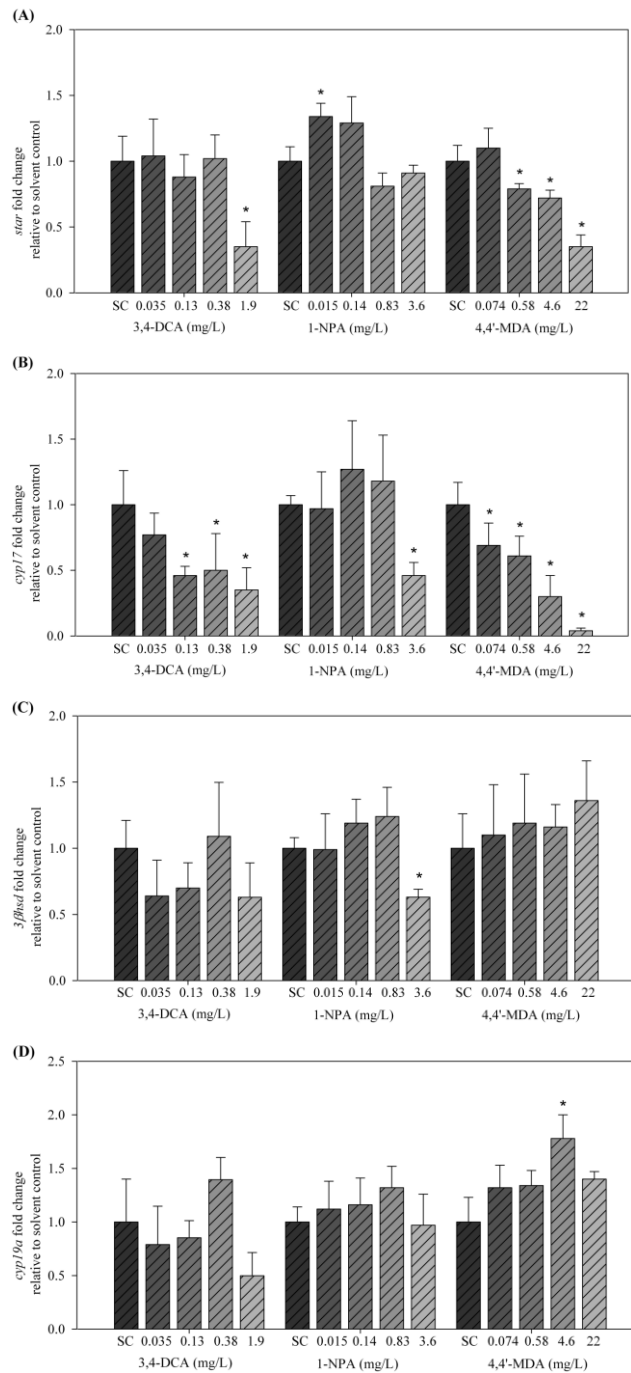 (A)
2.0
1.5
1.0
0.5
0.0
star fold change
relative to solvent control
*
*
*
*
*
SC 0.035 0.13 0.38 1.9 SC 0.015 0.14 0.83 3.6 SC 0.074 0.58 4.6 22
3,4-DCA (mg/L) 1-NPA (mg/L) 4,4'-MDA (mg/L)
(B)
2.0
1.5
1.0
0.5
0.0
cyp17 fold change
relative to solvent control
*
*
*
*
*
*
*
*
SC 0.035 0.13 0.38 1.9 SC 0.015 0.14 0.83 3.6 SC 0.074 0.58 4.6 22
3,4-DCA (mg/L) 1-NPA (mg/L) 4,4'-MDA (mg/L)
(C)
2.0
1.5
1.0
0.5
0.0
3βhsd fold change
relative to solvent control
*
SC 0.035 0.13 0.38 1.9 SC 0.015 0.14 0.83 3.6 SC 0.074 0.58 4.6 22
3,4-DCA (mg/L) 1-NPA (mg/L) 4,4'-MDA (mg/L)
(D)
2.5
2.0
1.5
1.0
0.5
0.0
cyp19a fold change
relative to solvent control
*
SC 0.035 0.13 0.38 1.9 SC 0.015 0.14 0.83 3.6 SC 0.074 0.58 4.6 22
3,4-DCA (mg/L) 1-NPA (mg/L) 4,4'-MDA (mg/L)